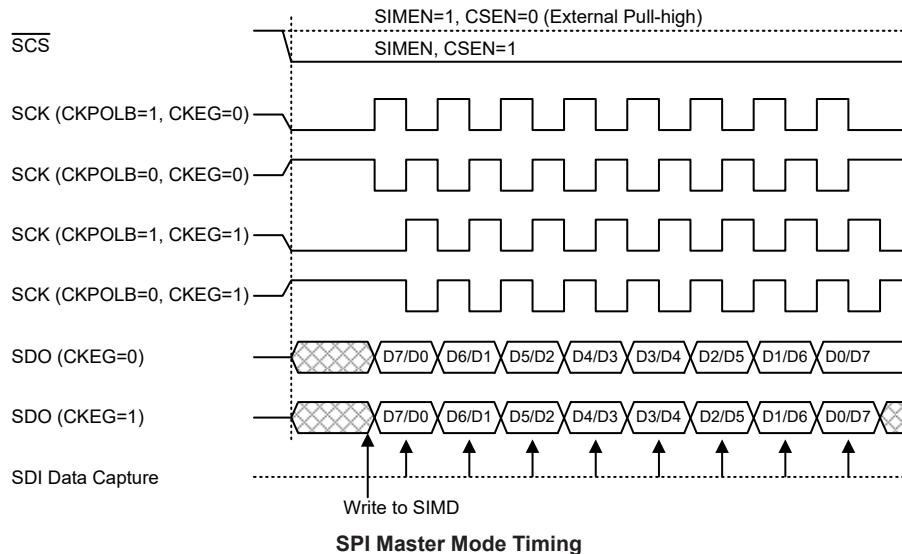 SIMEN=1, CSEN=0 (External Pull-high)
SCS
SIMEN, CSEN=1
SCK (CKPOLB=1, CKEG=0)
SCK (CKPOLB=0, CKEG=0)
SCK (CKPOLB=1, CKEG=1)
SCK (CKPOLB=0, CKEG=1)
SDO (CKEG=0) D7/D0 D6/D1 D5/D2 D4/D3 D3/D4 D2/D5 D1/D6 D0/D7
SDO (CKEG=1) D7/D0 D6/D1 D5/D2 D4/D3 D3/D4 D2/D5 D1/D6 D0/D7
SDI Data Capture
Write to SIMD
SPI Master Mode Timing